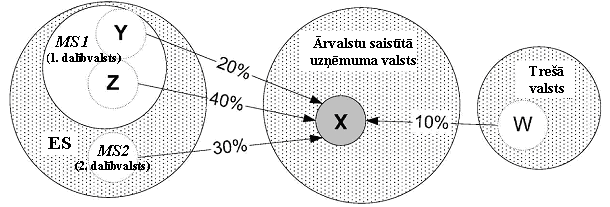 MS1
(1. dalībvalsts)
Y
Z
ES
MS2
(2. dalībvalsts)
20%
40%
30%
Ārvalstu saistītā
uzņēmuma valsts
X
10%
Trešā
valsts
W